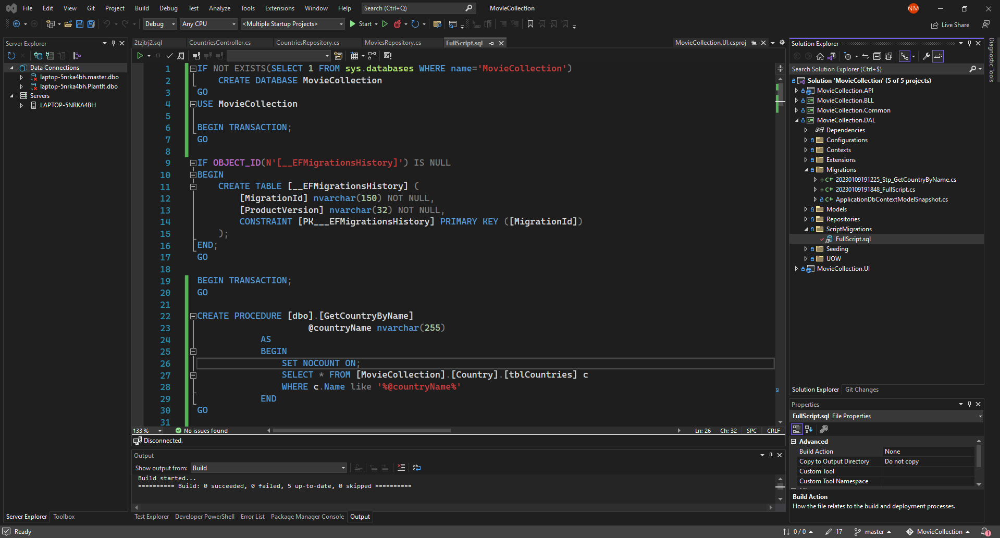 File Edit View Git Project Build Debug Test Analyze Tools Extensions Window Help Search (Ctrl+Q) MovieCollection NM
Debug Any CPU <Multiple Startup Projects> Start Live Share
Server Explorer
Data Connections
laptop-5nrka4bh.master.dbo
laptop-5nrka4bh.PlantIt.dbo
Servers
LAPTOP-5NRKA4BH
Server Explorer Toolbox
2tzjtrj2.sql CountriesController.cs CountriesRepository.cs MoviesRepository.cs FullScript.sql MovieCollection.UI.csproj
1 IF NOT EXISTS(SELECT 1 FROM sys.databases WHERE name='MovieCollection')
2 CREATE DATABASE MovieCollection
3 GO
4 USE MovieCollection
5
6 BEGIN TRANSACTION;
7 GO
8
9 IF OBJECT_ID(N'[__EFMigrationsHistory]') IS NULL
10 BEGIN
11 CREATE TABLE [__EFMigrationsHistory] (
12 [MigrationId] nvarchar(150) NOT NULL,
13 [ProductVersion] nvarchar(32) NOT NULL,
14 CONSTRAINT [PK___EFMigrationsHistory] PRIMARY KEY ([MigrationId])
15 );
16 END;
17 GO
18
19 BEGIN TRANSACTION;
20 GO
21
22 CREATE PROCEDURE [dbo].[GetCountryByName]
23 @countryName nvarchar(255)
24 AS
25 BEGIN
26 SET NOCOUNT ON;
27 SELECT * FROM [MovieCollection].[Country].[tblCountries] c
28 WHERE c.Name like '%@countryName%'
29 END
30 GO
31
133 % No issues found Ln: 26 Ch: 32 SPC CRLF
Disconnected.
Output
Show output from: Build
Build started...
========== Build: 0 succeeded, 0 failed, 5 up-to-date, 0 skipped ==========
Test Explorer Developer PowerShell Error List Package Manager Console Output
Solution Explorer
Search Solution Explorer (Ctrl+$)
Solution 'MovieCollection' (5 of 5 projects)
MovieCollection.API
MovieCollection.BLL
MovieCollection.Common
MovieCollection.DAL
Dependencies
Configurations
Contexts
Extensions
Migrations
20230109191225_Stp_GetCountryByName.cs
20230109191848_FullScript.cs
ApplicationDbContextModelSnapshot.cs
Models
Repositories
ScriptMigrations
FullScript.sql
Seeding
UOW
MovieCollection.UI
Solution Explorer Git Changes
Properties
FullScript.sql File Properties
Advanced
Build Action None
Copy to Output Directory Do not copy
Custom Tool
Custom Tool Namespace
Build Action
How the file relates to the build and deployment processes.
Diagnostic Tools
Ready 0 / 0 17 master MovieCollection 1